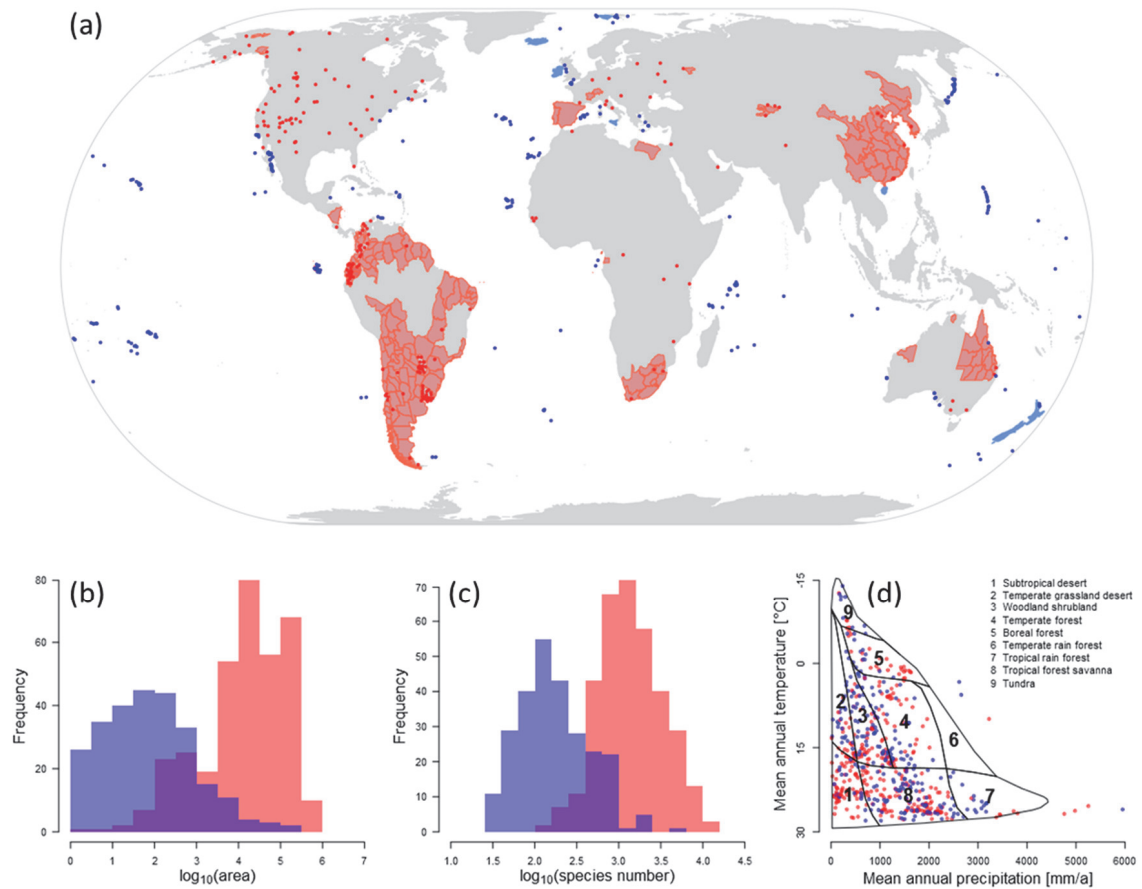 (a)
(b)
80
60
40
20
0
Frequency
0 1 2 3 4 5 6 7
log10(area)
(c)
70
60
50
40
30
20
10
0
Frequency
1.0 1.5 2.0 2.5 3.0 3.5 4.0 4.5
log10(species number)
(d)
-15
0
15
30
Mean annual temperature [°C]
0 1000 2000 3000 4000 5000 6000
Mean annual precipitation [mm/a]
1 Subtropical desert
2 Temperate grassland desert
3 Woodland shrubland
4 Temperate forest
5 Boreal forest
6 Temperate rain forest
7 Tropical rain forest
8 Tropical forest savanna
9 Tundra
9
5
2
3
4
6
1
8
7